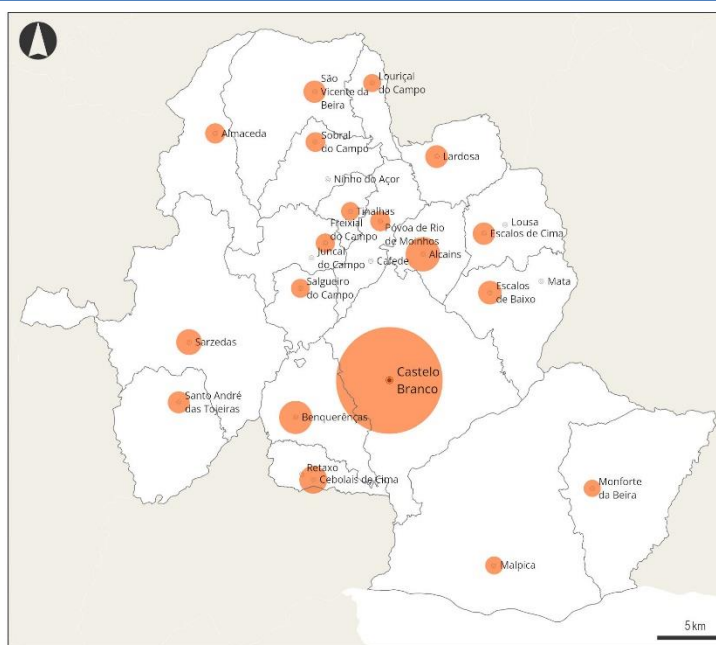 São
Vicente da
Beira
Louriçal
do Campo
Almaceda
Sobral
do Campo
Lardosa
Ninho do Açor
Tinalhas
Lousa
Freixial
do Campo
Póvoa de Rio
de Moinhos
Escalos de Cima
Juncal
do Campo
Cafede
Alcains
Mata
Salgueiro
do Campo
Escalos
de Baixo
Sarzedas
Castelo
Branco
Santo André
das Tojeiras
Benquerenças
Retaxo
Cebolais de Cima
Monforte
da Beira
Malpica
5 km